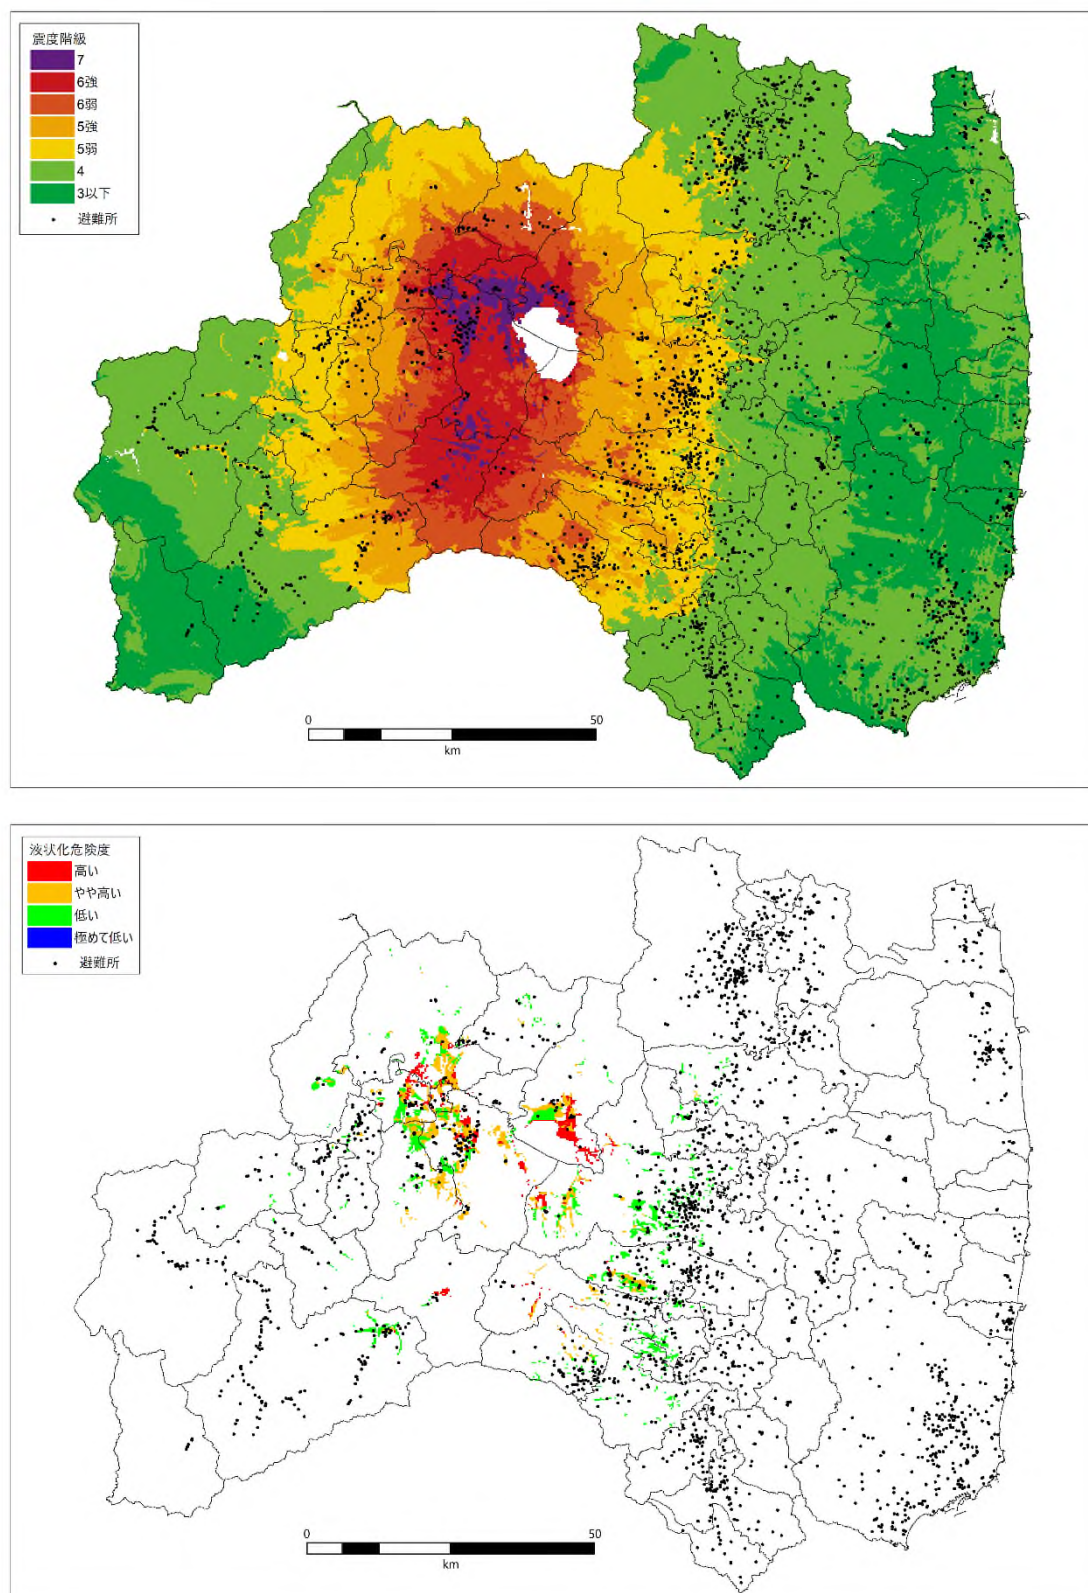 震度階級
7
6強
6弱
5強
5弱
4
3以下
避難所
0 50
km
液状化危険度
高い
やや高い
低い
極めて低い
避難所
0 50
km